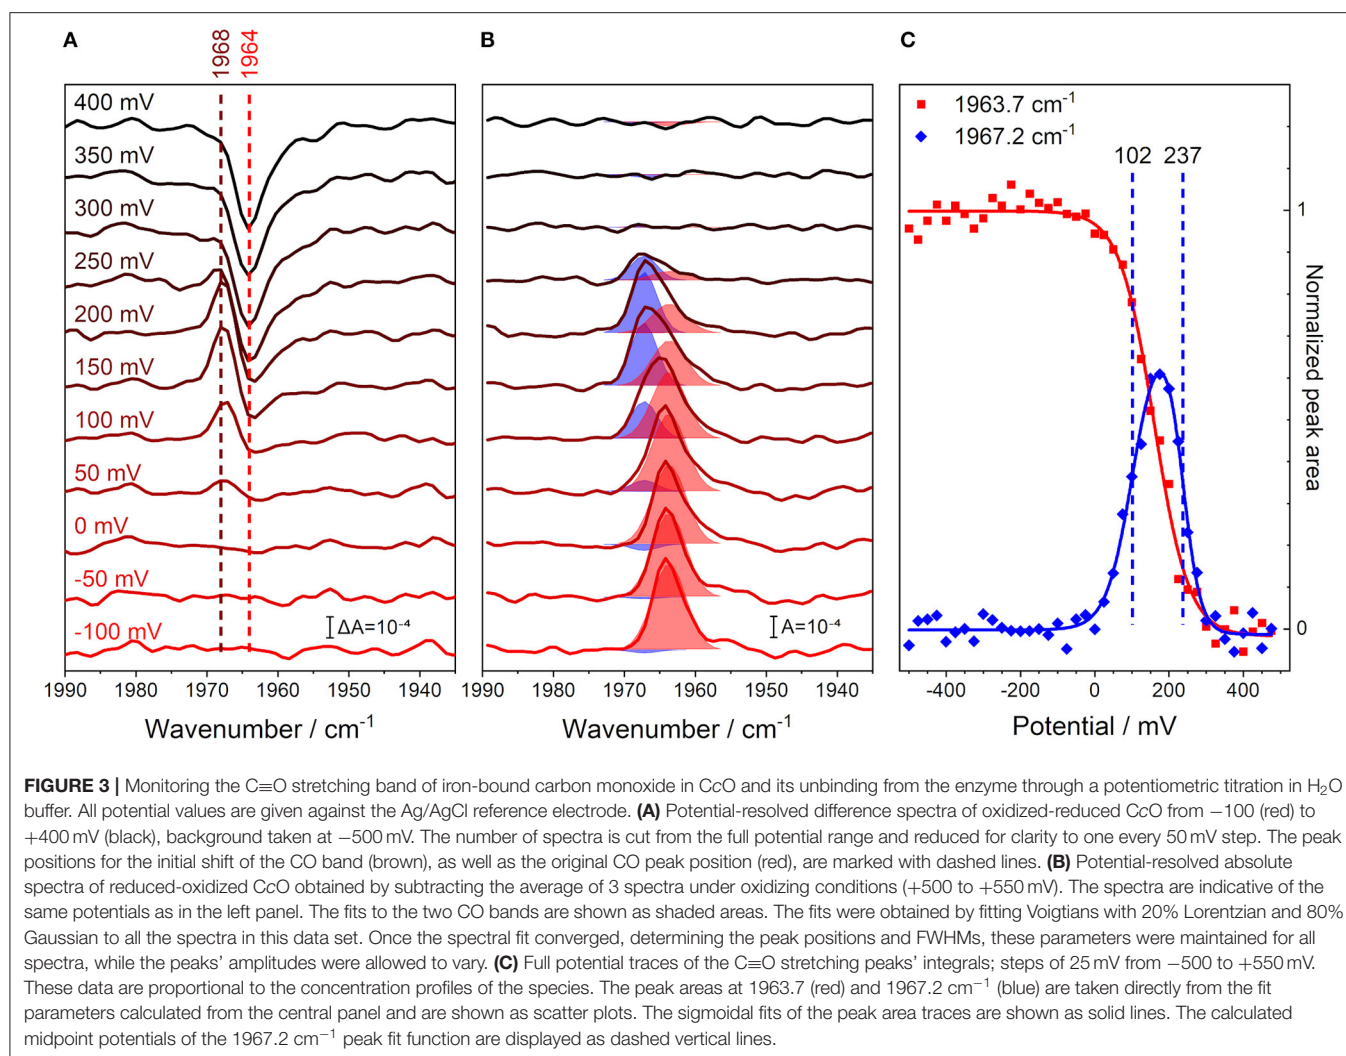 A
1968
1964
400 mV
350 mV
300 mV
250 mV
200 mV
150 mV
100 mV
50 mV
0 mV
-50 mV
-100 mV
ΔA=10⁻⁴
1990
1980
1970
1960
1950
1940
Wavenumber / cm⁻¹
B
A=10⁻⁴
1990
1980
1970
1960
1950
1940
Wavenumber / cm⁻¹
C
1963.7 cm⁻¹
1967.2 cm⁻¹
102
237
1
0
Normalized peak area
-400
-200
0
200
400
Potential / mV
FIGURE 3 | Monitoring the C≡O stretching band of iron-bound carbon monoxide in CcO and its unbinding from the enzyme through a potentiometric titration in H₂O
buffer. All potential values are given against the Ag/AgCl reference electrode. (A) Potential-resolved difference spectra of oxidized-reduced CcO from −100 (red) to
+400 mV (black), background taken at −500 mV. The number of spectra is cut from the full potential range and reduced for clarity to one every 50 mV step. The peak
positions for the initial shift of the CO band (brown), as well as the original CO peak position (red), are marked with dashed lines. (B) Potential-resolved absolute
spectra of reduced-oxidized CcO obtained by subtracting the average of 3 spectra under oxidizing conditions (+500 to +550 mV). The spectra are indicative of the
same potentials as in the left panel. The fits to the two CO bands are shown as shaded areas. The fits were obtained by fitting Voigtians with 20% Lorentzian and 80%
Gaussian to all the spectra in this data set. Once the spectral fit converged, determining the peak positions and FWHMs, these parameters were maintained for all
spectra, while the peaks' amplitudes were allowed to vary. (C) Full potential traces of the C≡O stretching peaks' integrals; steps of 25 mV from −500 to +550 mV.
These data are proportional to the concentration profiles of the species. The peak areas at 1963.7 (red) and 1967.2 cm⁻¹ (blue) are taken directly from the fit
parameters calculated from the central panel and are shown as scatter plots. The sigmoidal fits of the peak area traces are shown as solid lines. The calculated
midpoint potentials of the 1967.2 cm⁻¹ peak fit function are displayed as dashed vertical lines.